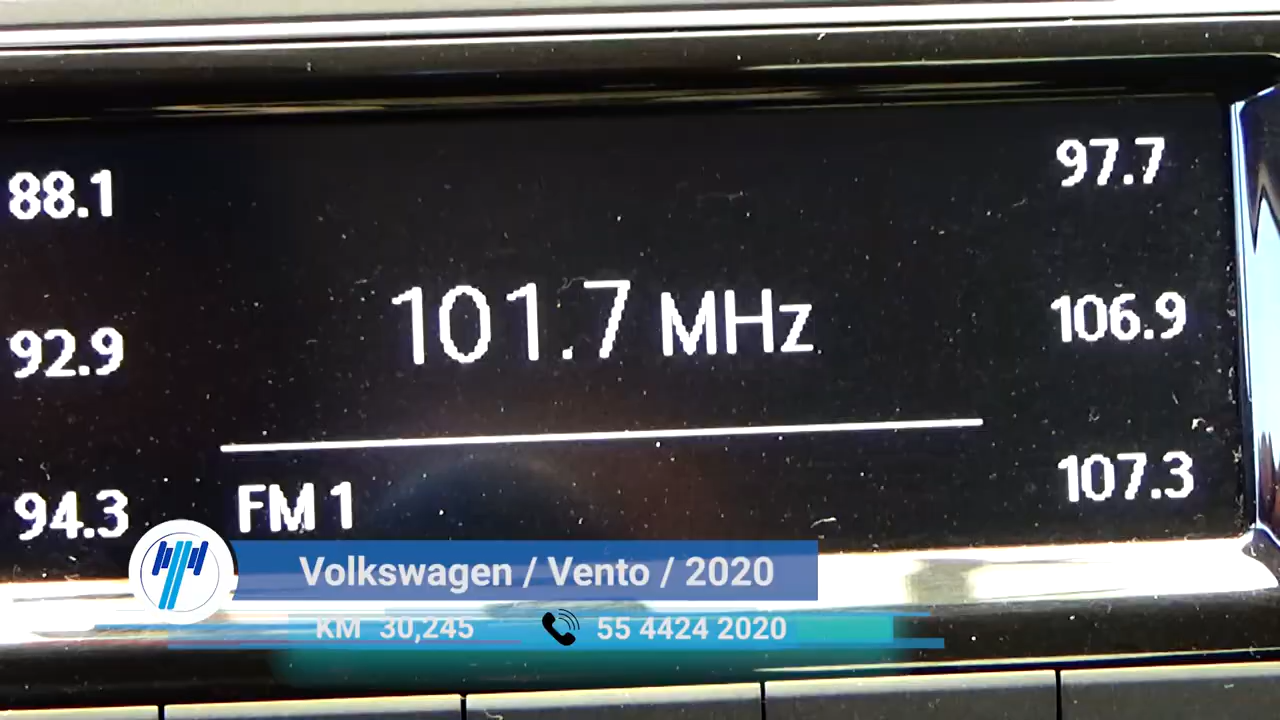 88.1
97.7
101.7 MHz
92.9
106.9
94.3
FM 1
107.3
Volkswagen / Vento / 2020
KM 30,245
55 4424 2020